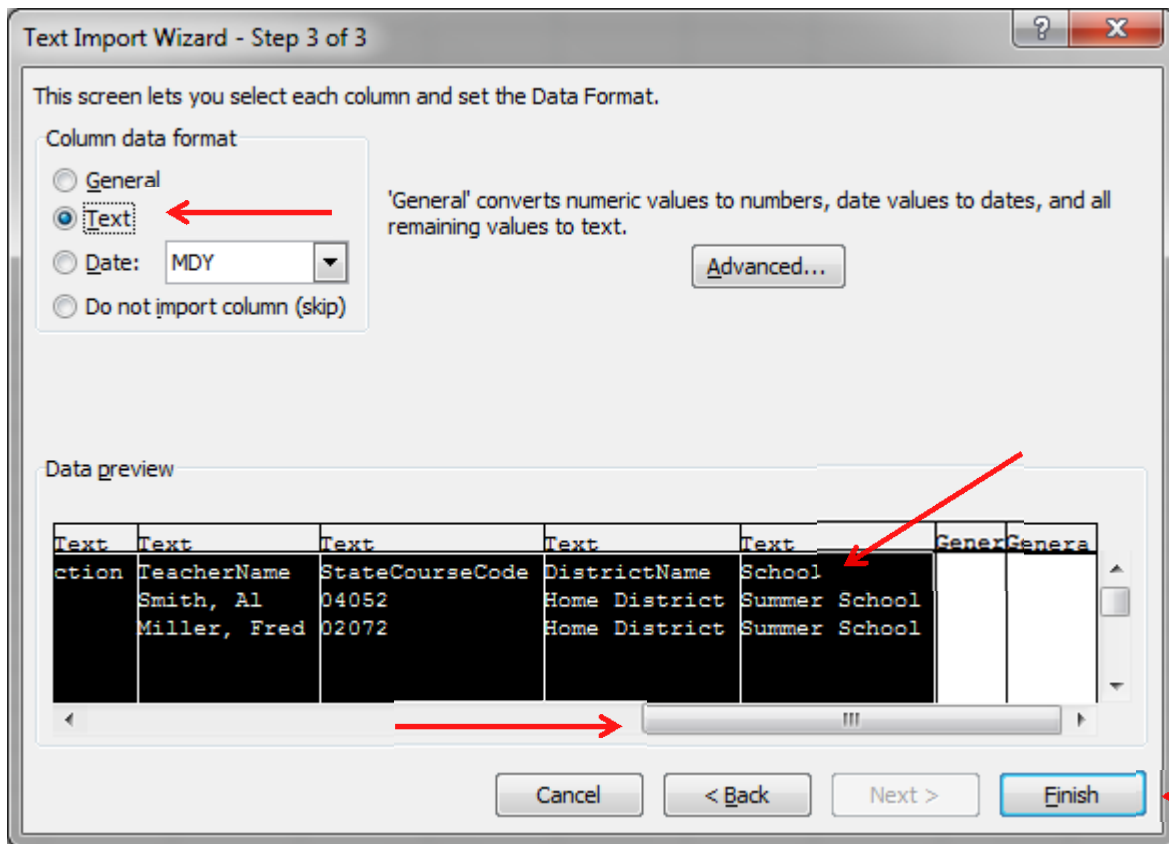 Text Import Wizard - Step 3 of 3
This screen lets you select each column and set the Data Format.
Column data format
General
Text
Date: MDY
Do not import column (skip)
'General' converts numeric values to numbers, date values to dates, and all
remaining values to text.
Advanced...
Data preview
Text Text Text Text Text Gener Genera
ction TeacherName StateCourseCode DistrictName School
Smith, Al 04052 Home District Summer School
Miller, Fred 02072 Home District Summer School
Cancel < Back Next > Finish